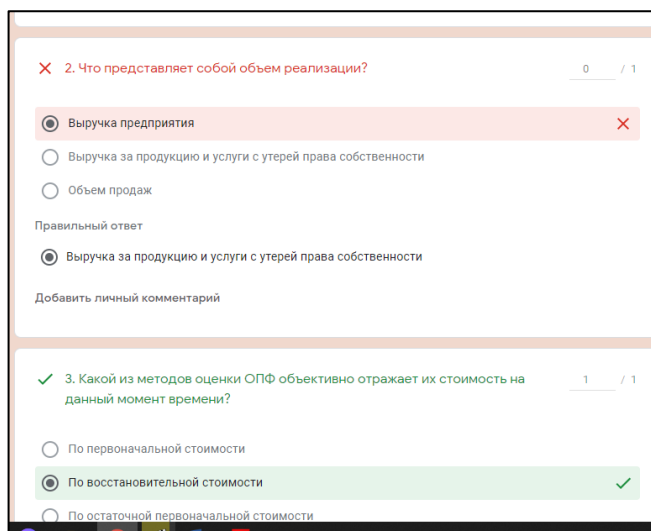 2. Что представляет собой объем реализации?
0 / 1
Выручка предприятия
Выручка за продукцию и услуги с утерей права собственности
Объем продаж
Правильный ответ
Выручка за продукцию и услуги с утерей права собственности
Добавить личный комментарий
3. Какой из методов оценки ОПФ объективно отражает их стоимость на
1 / 1
данный момент времени?
По первоначальной стоимости
По восстановительной стоимости
По остаточной первоначальной стоимости